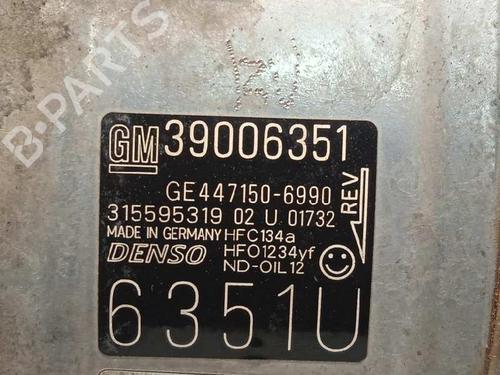 B-PARTS
GM 39006351
GE447150-6990
315595319 02 U 01732
REV
MADE IN GERMANY HFC134a
DENSO HFO1234yf
ND-OIL12
6351U